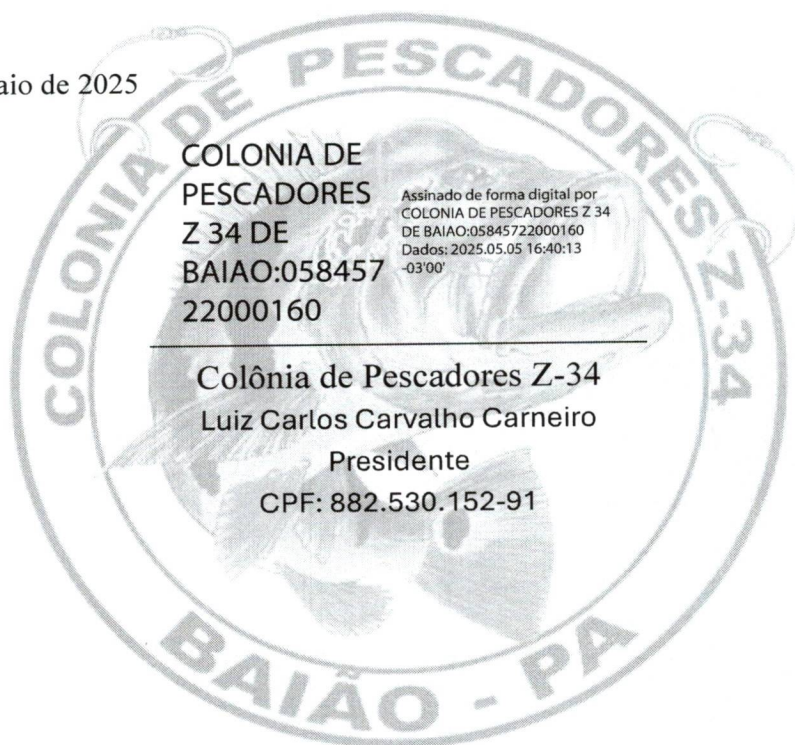 aio de 2025
COLONIA DE PESCADORES Z-34
COLONIA DE
PESCADORES
Z 34 DE
BAIAO:058457
22000160
Assinado de forma digital por
COLONIA DE PESCADORES Z 34
DE BAIAO:05845722000160
Dados: 2025.05.05 16:40:13
-03'00'
Colônia de Pescadores Z-34
Luiz Carlos Carvalho Carneiro
Presidente
CPF: 882.530.152-91
BAIÃO - PA